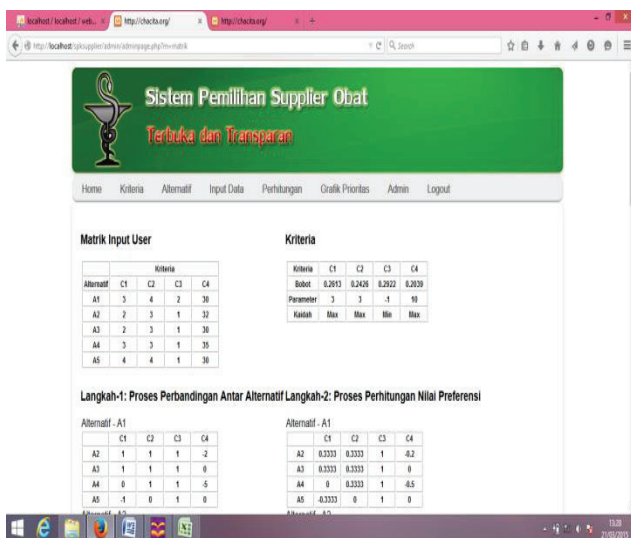 localhost / localhost / web...
http://chacita.org/
http://chacita.org/
http://localhost/spksupplier/admin/adminpage.php?m=matrik
Search
Sistem Pemilihan Supplier Obat
Terbuka dan Transparan
Home Kriteria Alternatif Input Data Perhitungan Grafik Prioritas Admin Logout
Matrik Input User
Kriteria
Alternatif C1 C2 C3 C4
A1 3 4 2 30
A2 2 3 1 32
A3 2 3 1 30
A4 3 3 1 35
A5 4 4 1 30
Kriteria
Kriteria C1 C2 C3 C4
Bobot 0.2613 0.2426 0.2922 0.2039
Parameter 3 3 -1 10
Kaidah Max Max Min Max
Langkah-1: Proses Perbandingan Antar Alternatif
Alternatif - A1
C1 C2 C3 C4
A2 1 1 1 -2
A3 1 1 1 0
A4 0 1 1 -5
A5 -1 0 1 0
Langkah-2: Proses Perhitungan Nilai Preferensi
Alternatif - A1
C1 C2 C3 C4
A2 0.3333 0.3333 1 -0.2
A3 0.3333 0.3333 1 0
A4 0 0.3333 1 -0.5
A5 -0.3333 0 1 0
13:28
21/03/2015